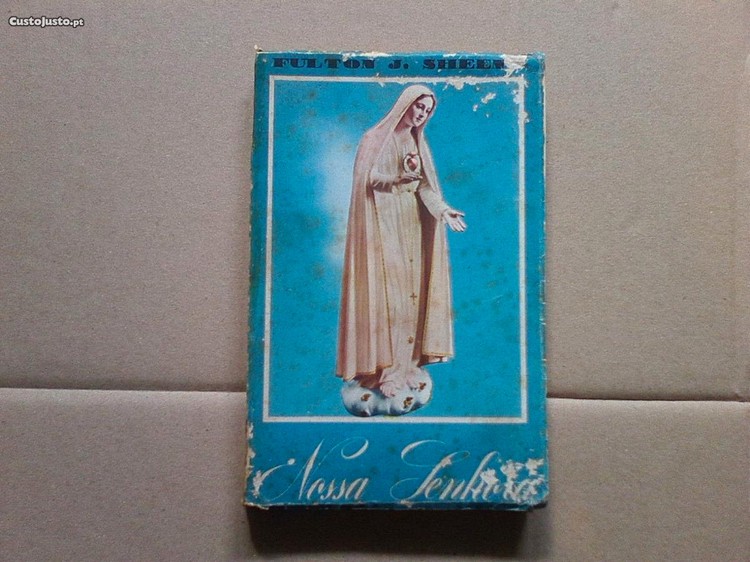 CustoJusto.pt
FULTON J. SHEEN
Nossa Senhora